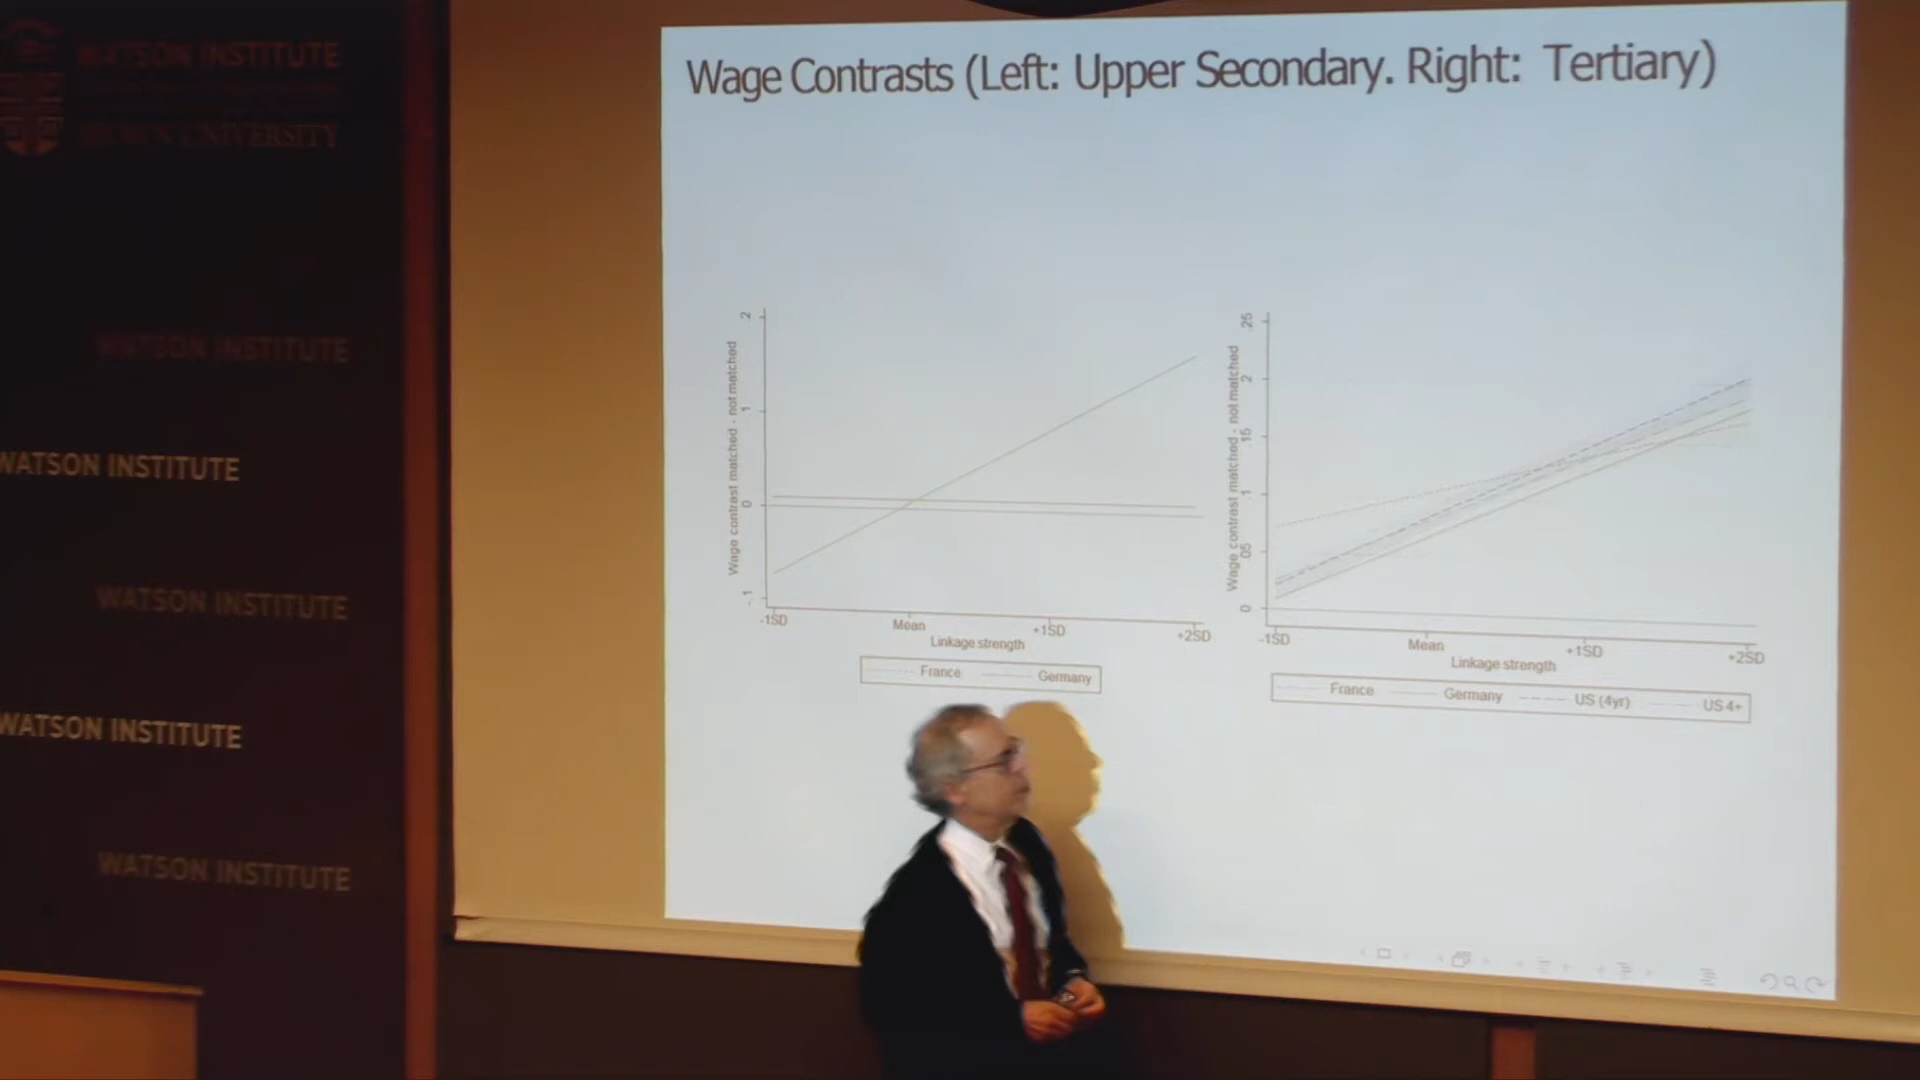 WATSON INSTITUTE
BROWN UNIVERSITY
WATSON INSTITUTE
WATSON INSTITUTE
WATSON INSTITUTE
WATSON INSTITUTE
WATSON INSTITUTE
Wage Contrasts (Left: Upper Secondary. Right: Tertiary)
Wage contrast matched - not matched
.2
.1
0
-.1
-1SD Mean +1SD +2SD
Linkage strength
France Germany
Wage contrast matched - not matched
.25
.2
.15
.1
.05
0
-1SD Mean +1SD +2SD
Linkage strength
France Germany US (4yr) US 4+